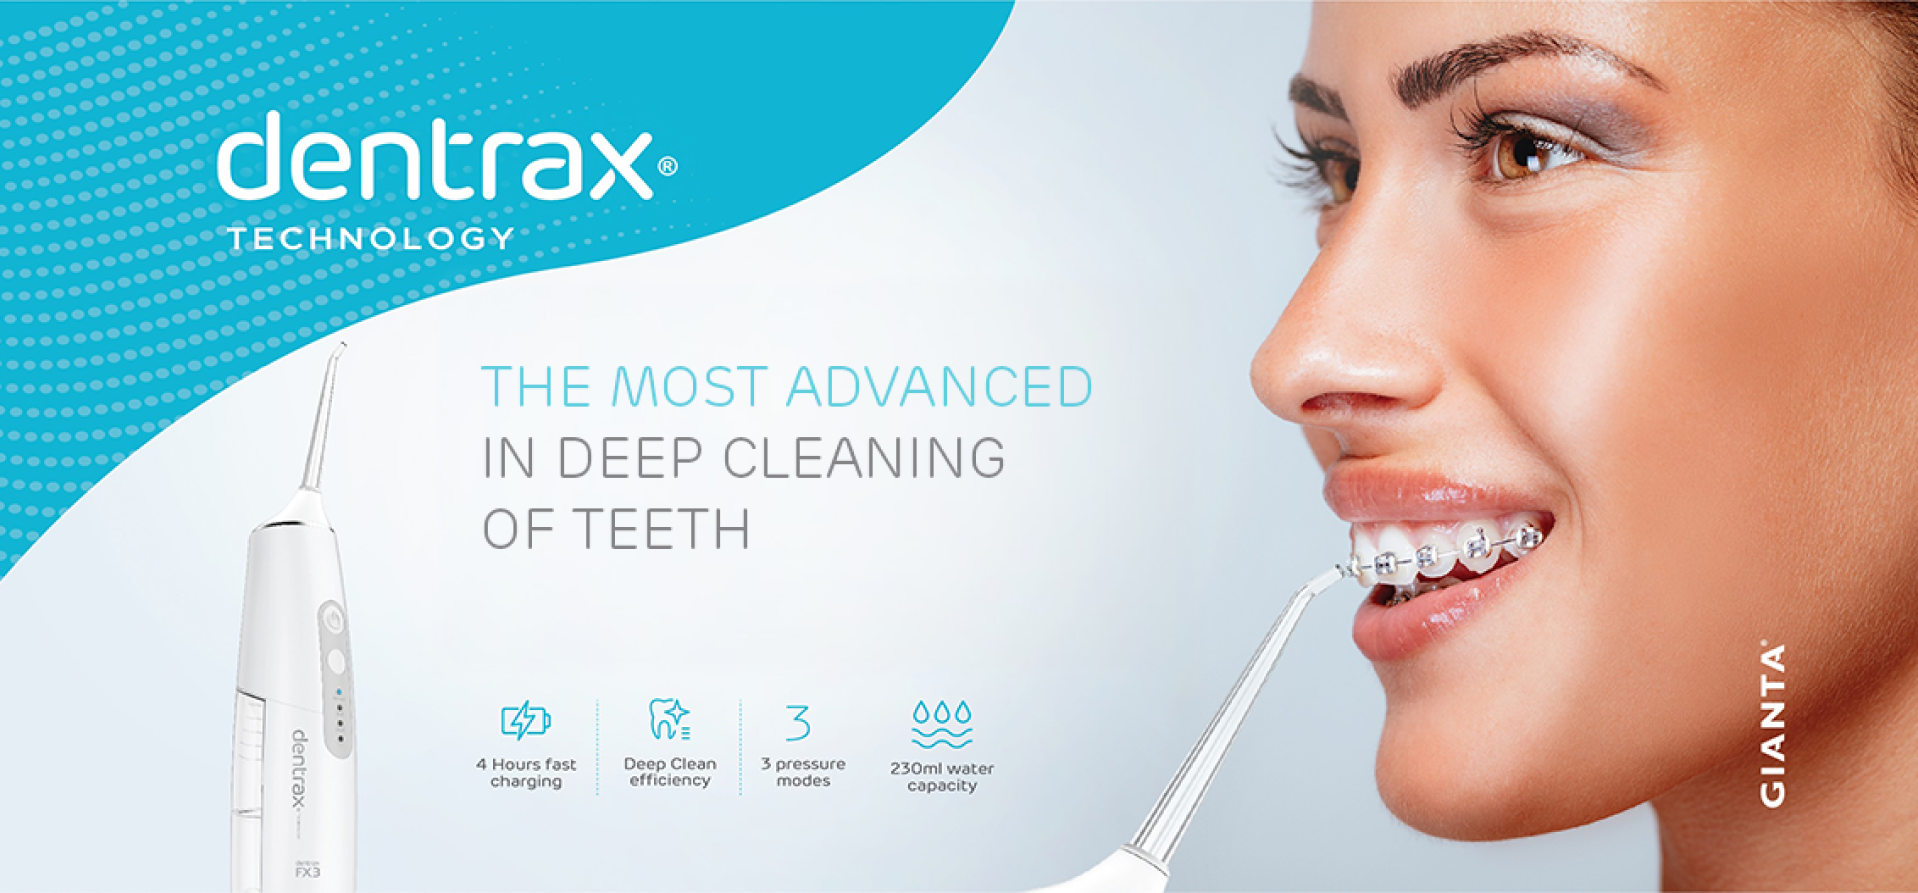 dentrax®
TECHNOLOGY
THE MOST ADVANCED
IN DEEP CLEANING
OF TEETH
4 Hours fast
charging
Deep Clean
efficiency
3
3 pressure
modes
230ml water
capacity
dentrax
FX3
GIANTA